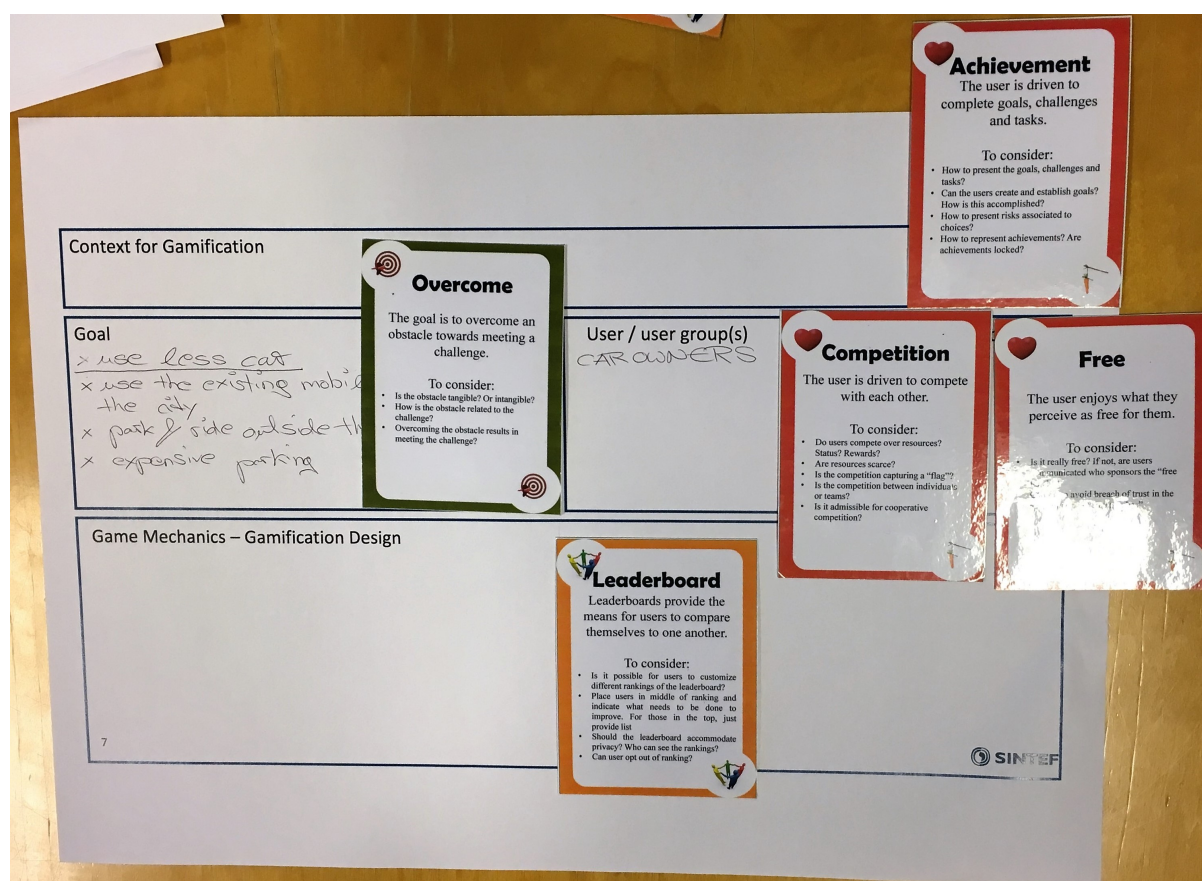 Achievement
The user is driven to
complete goals, challenges
and tasks.
To consider:
• How to present the goals, challenges and
tasks?
• Can the users create and establish goals?
How is this accomplished?
• How to present risks associated to
choices?
• How to represent achievements? Are
achievements locked?
Context for Gamification
Goal
x use less car
x use the existing
the city
x park & ride outside
x expensive parking
Overcome
The goal is to overcome an
obstacle towards meeting a
challenge.
To consider:
• Is the obstacle tangible? Or intangible?
• How is the obstacle related to the
challenge?
• Overcoming the obstacle results in
meeting the challenge?
User / user group(s)
CAR OWNERS
Competition
The user is driven to compete
with each other.
To consider:
• Do users compete over resources?
Status? Rewards?
• Are resources scarce?
• Is the competition capturing a "flag"?
• Is the competition between individuals
or teams?
• Is it admissible for cooperative
competition?
Free
The user enjoys what they
perceive as free for them.
To consider:
• Is it really free? If not, are users
who sponsors the "free
avoid breach of trust in the
Game Mechanics – Gamification Design
Leaderboard
Leaderboards provide the
means for users to compare
themselves to one another.
To consider:
• Is it possible for users to customize
different rankings of the leaderboard?
• Place users in middle of ranking and
indicate what needs to be done to
improve. For those in the top, just
provide list
• Should the leaderboard accommodate
privacy? Who can see the rankings?
• Can user opt out of ranking?
7
SINTEF